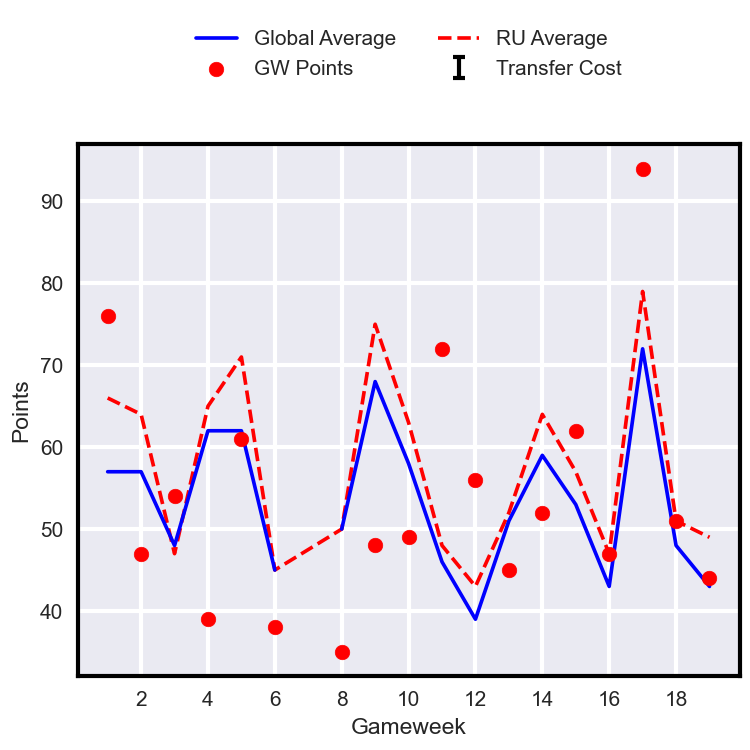 Global Average
RU Average
GW Points
Transfer Cost
90
80
70
60
50
40
Points
2 4 6 8 10 12 14 16 18
Gameweek